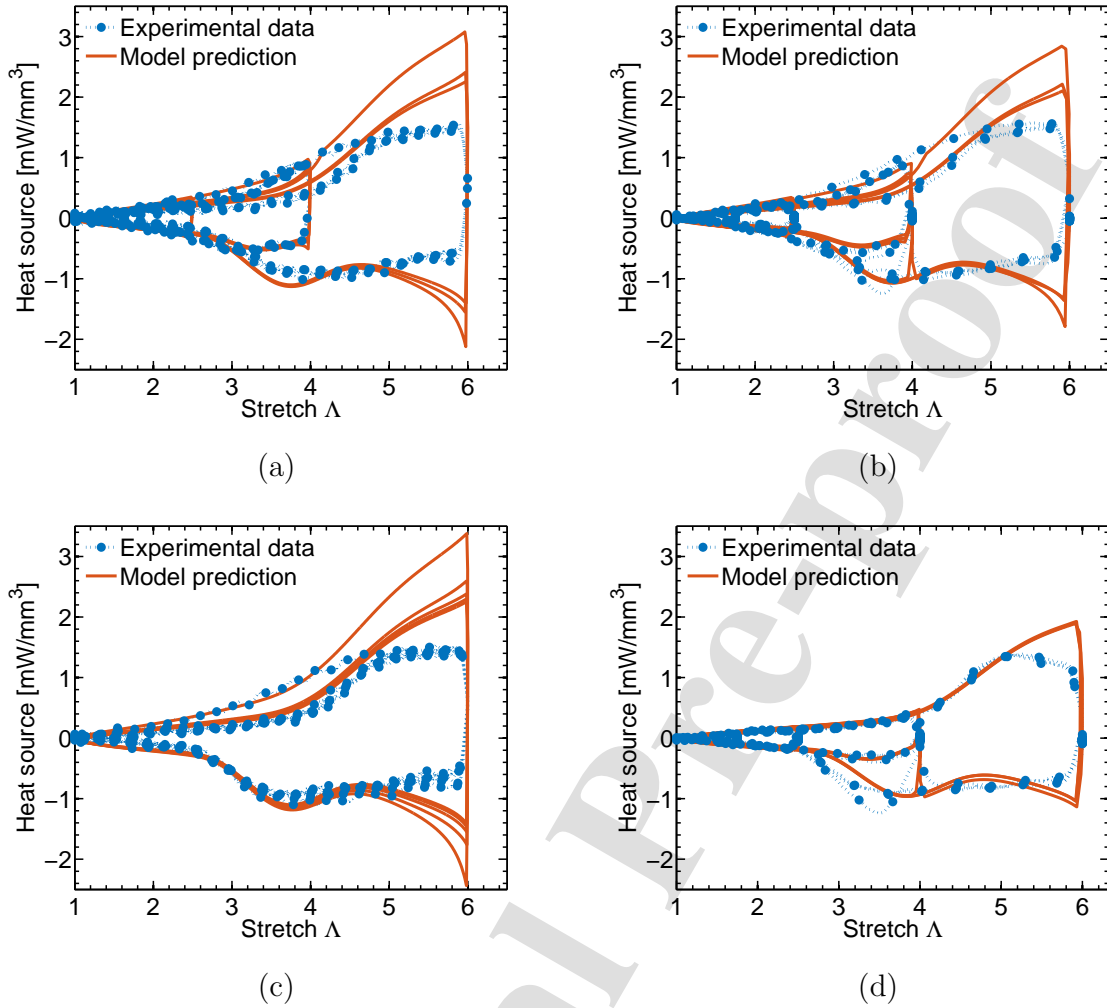 Experimental data
Model prediction
Heat source [mW/mm³]
3
2
1
0
−1
−2
1 2 3 4 5 6
Stretch Λ
(a)
Experimental data
Model prediction
Heat source [mW/mm³]
3
2
1
0
−1
−2
1 2 3 4 5 6
Stretch Λ
(b)
Experimental data
Model prediction
Heat source [mW/mm³]
3
2
1
0
−1
−2
1 2 3 4 5 6
Stretch Λ
(c)
Experimental data
Model prediction
Heat source [mW/mm³]
3
2
1
0
−1
−2
1 2 3 4 5 6
Stretch Λ
(d)
al Pre-proof